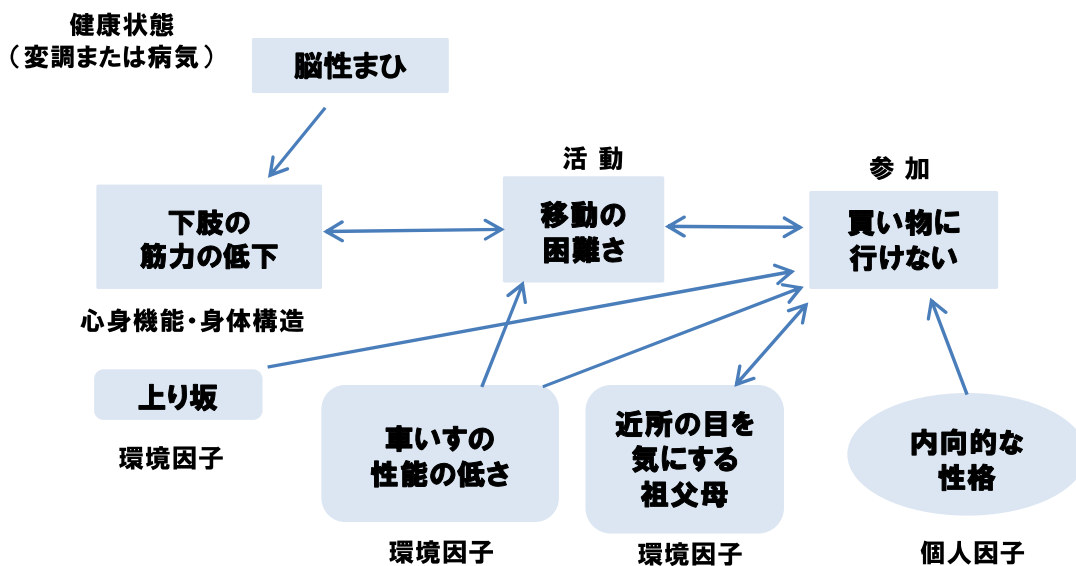 健康状態
（変調または病気）
脳性まひ
活 動
参 加
下肢の
筋力の低下
移動の
困難さ
買い物に
行けない
心身機能・身体構造
上り坂
環境因子
車いすの
性能の低さ
環境因子
近所の目を
気にする
祖父母
環境因子
内向的な
性格
個人因子